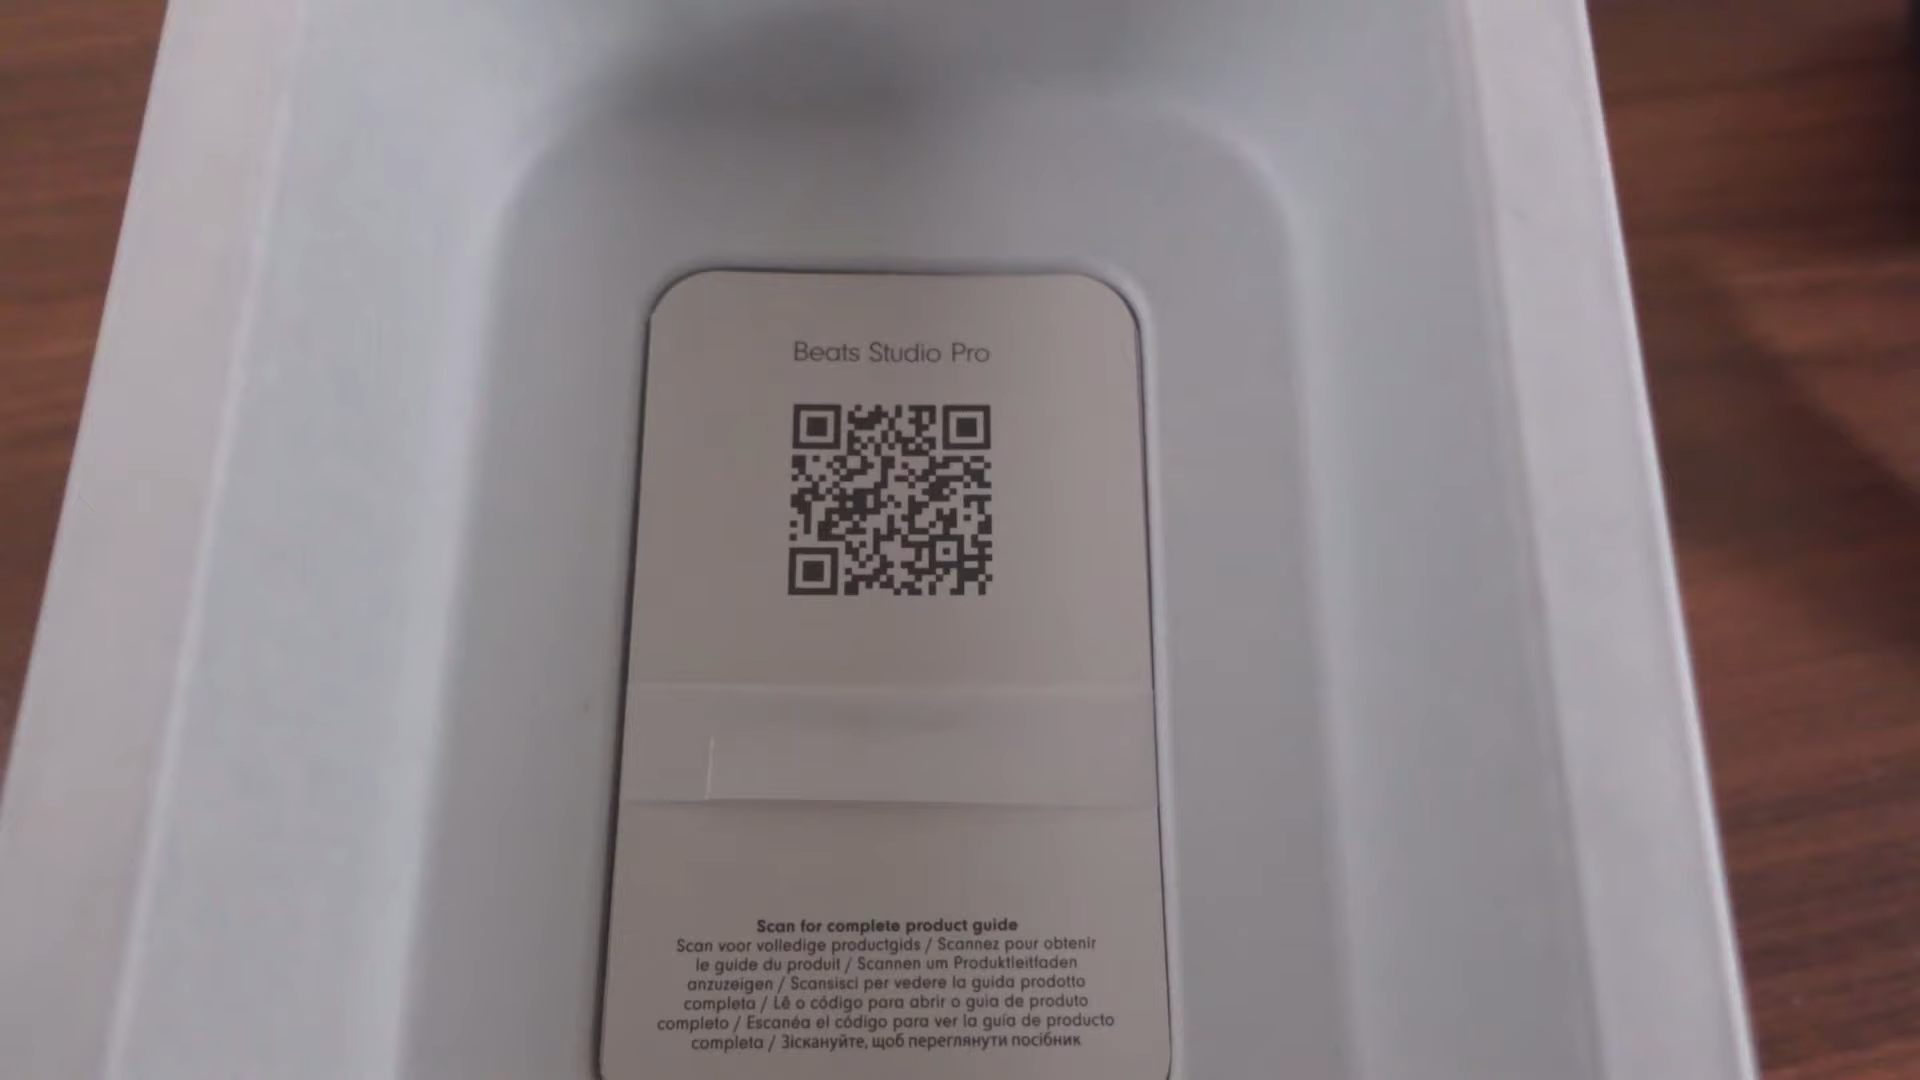 Beats Studio Pro
Scan for complete product guide
Scan voor volledige productgids / Scannez pour obtenir
le guide du produit / Scannen um Produktleitfaden
anzuzeigen / Scansisci per vedere la guida prodotto
completa / Lê o código para abrir o guia de produto
completo / Escanéa el código para ver la guía de producto
completa / Зіскануйте, щоб переглянути посібник